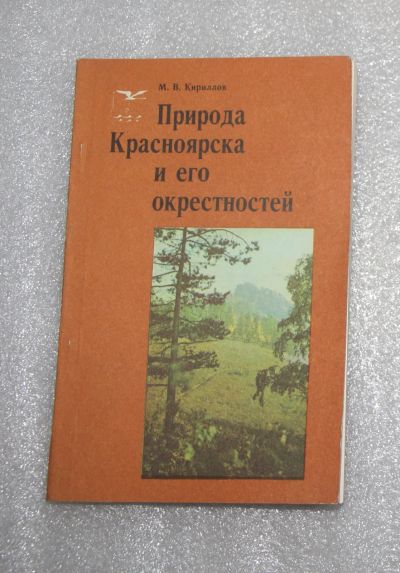 М. В. Кириллов
Природа
Красноярска
и его
окрестностей